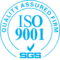 QUALITY ASSURED FIRM
ISO
9001
SGS